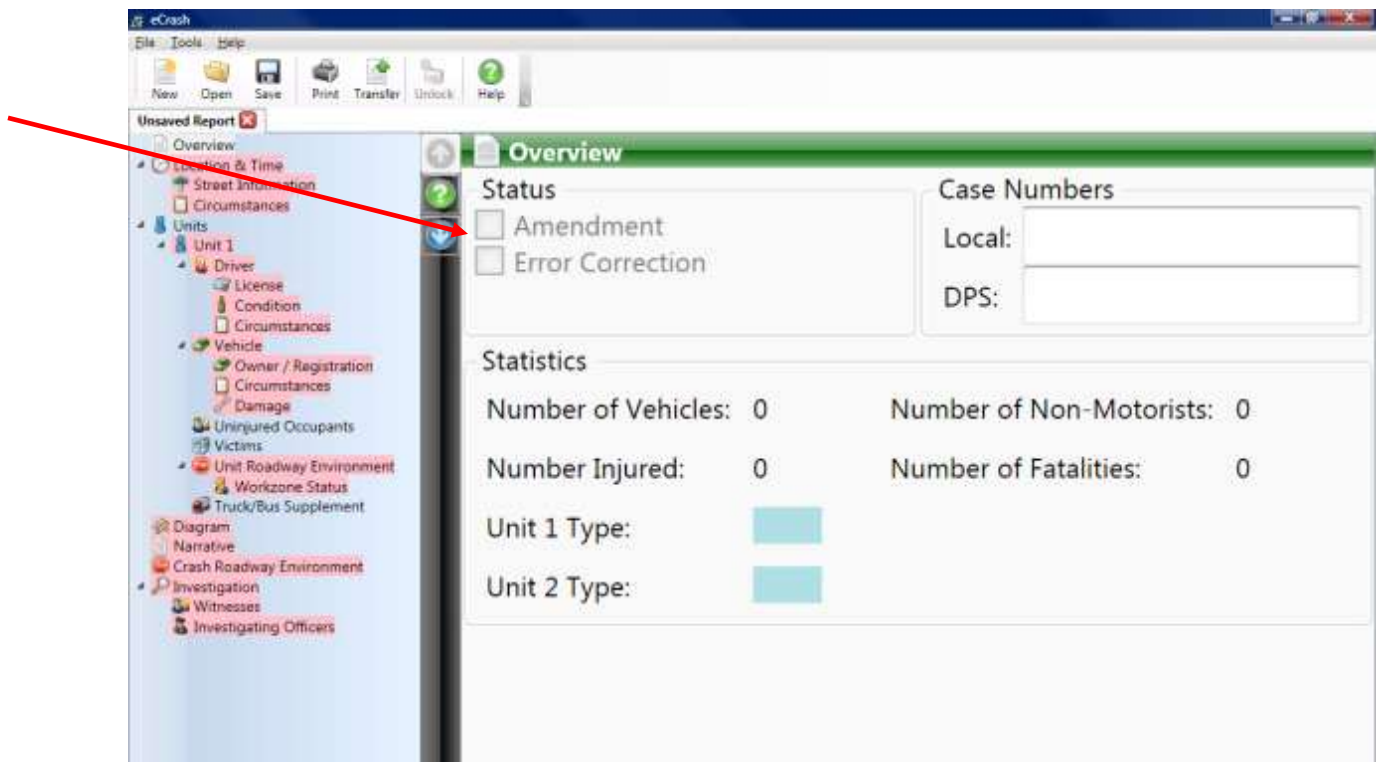 eCrash
File Tools Help
New Open Save Print Transfer Unlock Help
Unsaved Report
Overview
Location & Time
Street Information
Circumstances
Units
Unit 1
Driver
License
Condition
Circumstances
Vehicle
Owner / Registration
Circumstances
Damage
Uninjured Occupants
Victims
Unit Roadway Environment
Workzone Status
Truck/Bus Supplement
Diagram
Narrative
Crash Roadway Environment
Investigation
Witnesses
Investigating Officers
Overview
Status
Amendment
Error Correction
Case Numbers
Local:
DPS:
Statistics
Number of Vehicles: 0 Number of Non-Motorists: 0
Number Injured: 0 Number of Fatalities: 0
Unit 1 Type:
Unit 2 Type: